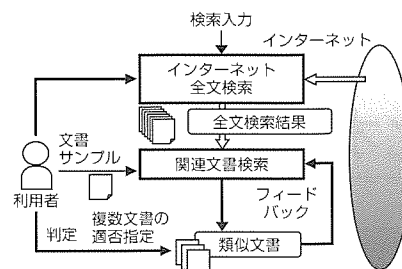 検索入力
インターネット
インターネット
全文検索
全文検索結果
文書
サンプル
関連文書検索
利用者
フィード
バック
複数文書の
適否指定
判定
類似文書